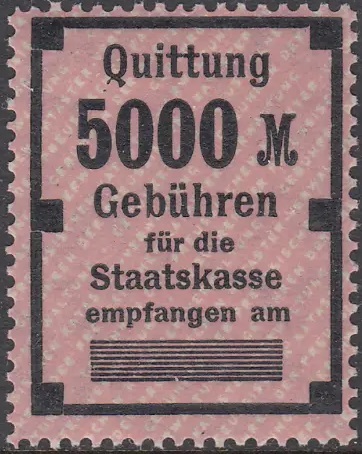 Quittung
5000 M
Gebühren
für die
Staatskasse
empfangen am